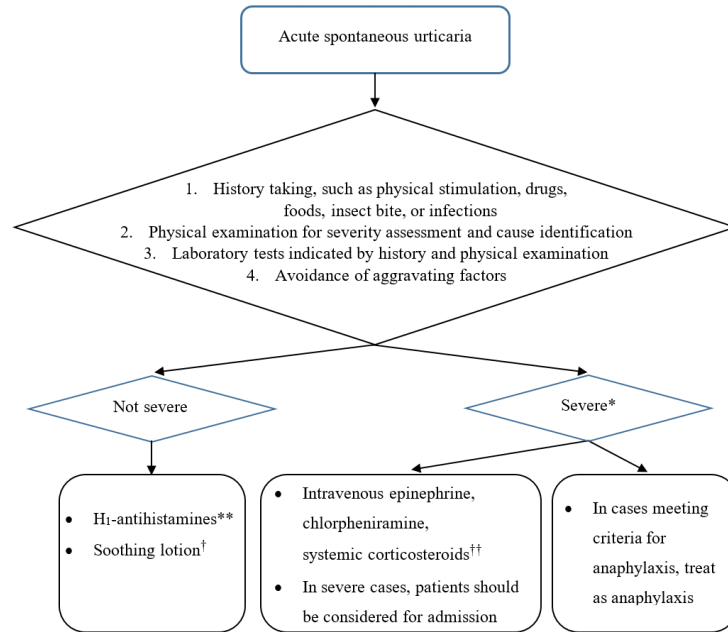 Acute spontaneous urticaria
1. History taking, such as physical stimulation, drugs,
foods, insect bite, or infections
2. Physical examination for severity assessment and cause identification
3. Laboratory tests indicated by history and physical examination
4. Avoidance of aggravating factors
Not severe
Severe*
• H₁-antihistamines**
• Soothing lotion†
• Intravenous epinephrine,
chlorpheniramine,
systemic corticosteroids††
• In severe cases, patients should
be considered for admission
• In cases meeting
criteria for
anaphylaxis, treat
as anaphylaxis